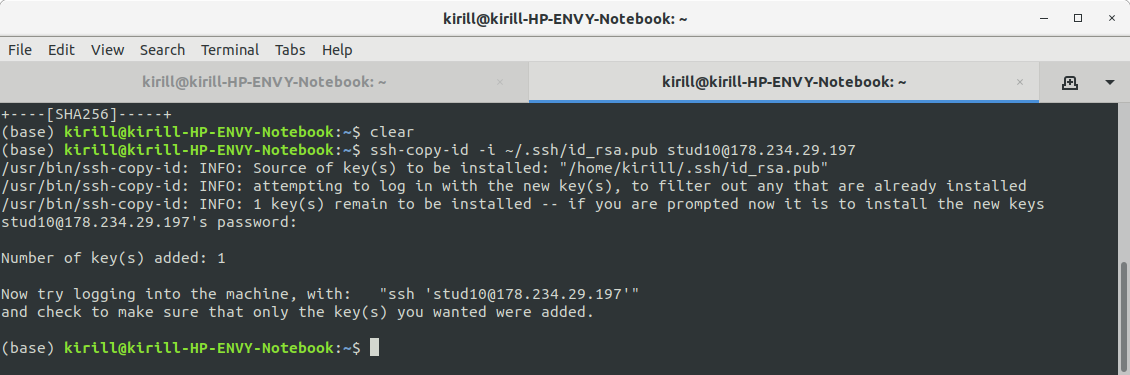 kirill@kirill-HP-ENVY-Notebook: ~
File Edit View Search Terminal Tabs Help
kirill@kirill-HP-ENVY-Notebook: ~ kirill@kirill-HP-ENVY-Notebook: ~
+----[SHA256]-----+
(base) kirill@kirill-HP-ENVY-Notebook:~$ clear
(base) kirill@kirill-HP-ENVY-Notebook:~$ ssh-copy-id -i ~/.ssh/id_rsa.pub stud10@178.234.29.197
/usr/bin/ssh-copy-id: INFO: Source of key(s) to be installed: "/home/kirill/.ssh/id_rsa.pub"
/usr/bin/ssh-copy-id: INFO: attempting to log in with the new key(s), to filter out any that are already installed
/usr/bin/ssh-copy-id: INFO: 1 key(s) remain to be installed -- if you are prompted now it is to install the new keys
stud10@178.234.29.197's password:
Number of key(s) added: 1
Now try logging into the machine, with:   "ssh 'stud10@178.234.29.197'"
and check to make sure that only the key(s) you wanted were added.
(base) kirill@kirill-HP-ENVY-Notebook:~$